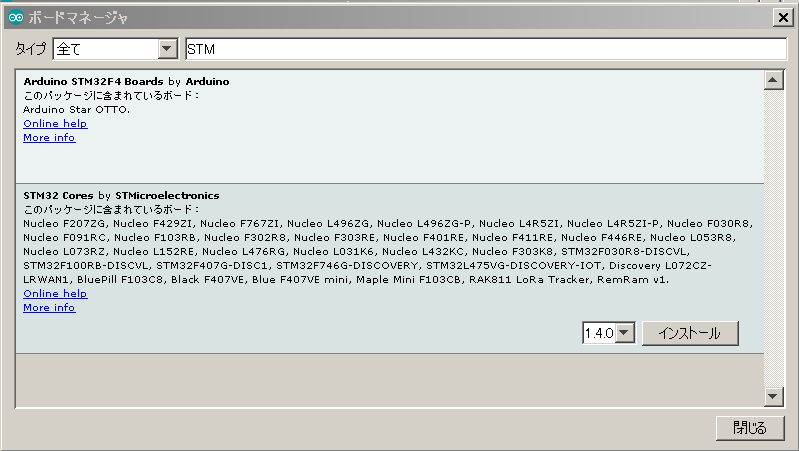 ボードマネージャ
タイプ 全て STM
Arduino STM32F4 Boards by Arduino
このパッケージに含まれているボード：
Arduino Star OTTO.
Online help
More info
STM32 Cores by STMicroelectronics
このパッケージに含まれているボード：
Nucleo F207ZG, Nucleo F429ZI, Nucleo F767ZI, Nucleo L496ZG, Nucleo L496ZG-P, Nucleo L4R5ZI, Nucleo L4R5ZI-P, Nucleo F030R8,
Nucleo F091RC, Nucleo F103RB, Nucleo F302R8, Nucleo F303RE, Nucleo F401RE, Nucleo F411RE, Nucleo F446RE, Nucleo L053R8,
Nucleo L073RZ, Nucleo L152RE, Nucleo L476RG, Nucleo L031K6, Nucleo L432KC, Nucleo F303K8, STM32F030R8-DISCVL,
STM32F100RB-DISCVL, STM32F407G-DISC1, STM32F746G-DISCOVERY, STM32L475VG-DISCOVERY-IOT, Discovery L072CZ-
LRWAN1, BluePill F103C8, Black F407VE, Blue F407VE mini, Maple Mini F103CB, RAK811 LoRa Tracker, RemRam v1.
Online help
More info
1.4.0 インストール
閉じる